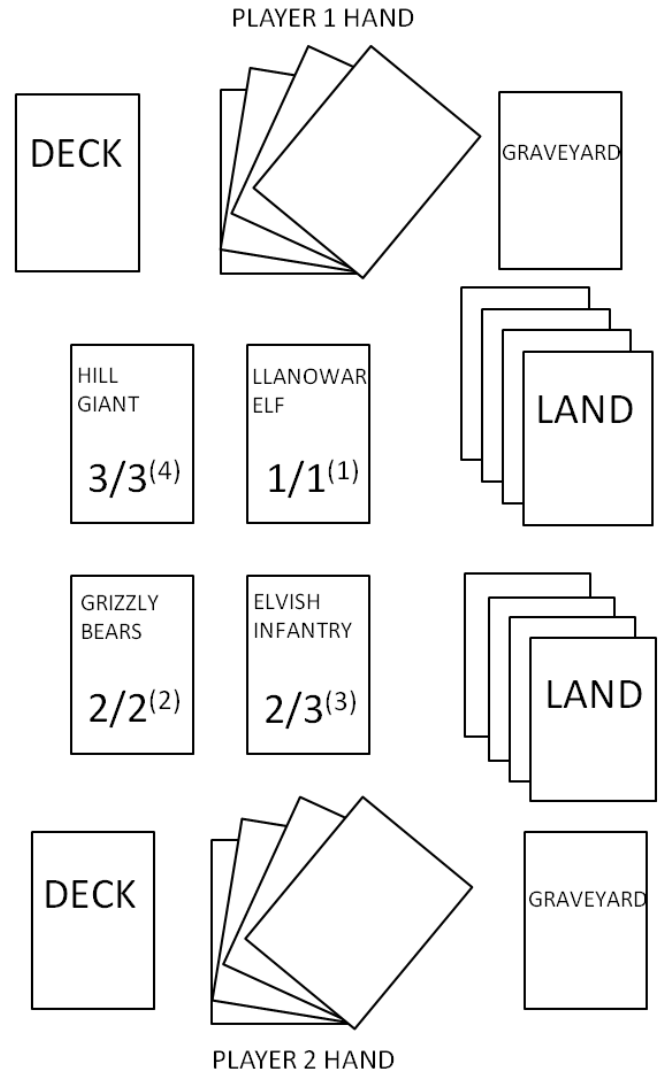 PLAYER 1 HAND
DECK
GRAVEYARD
HILL
GIANT
3/3(4)
LLANOWAR
ELF
1/1(1)
LAND
GRIZZLY
BEARS
2/2(2)
ELVISH
INFANTRY
2/3(3)
LAND
DECK
GRAVEYARD
PLAYER 2 HAND